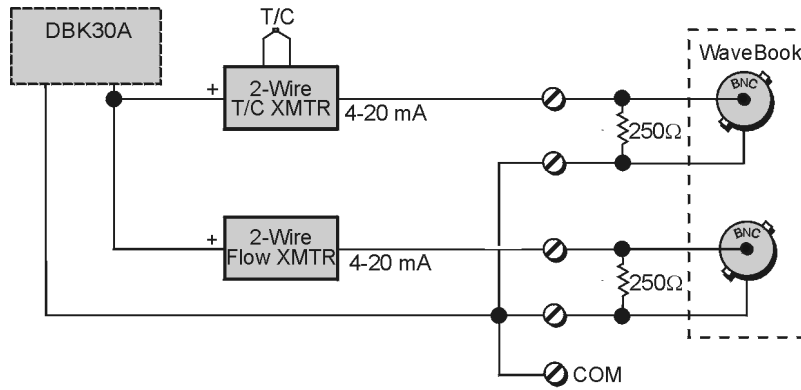 DBK30A
T/C
WaveBook
+
2-Wire
T/C XMTR
4-20 mA
BNC
250Ω
+
2-Wire
Flow XMTR
4-20 mA
BNC
250Ω
COM